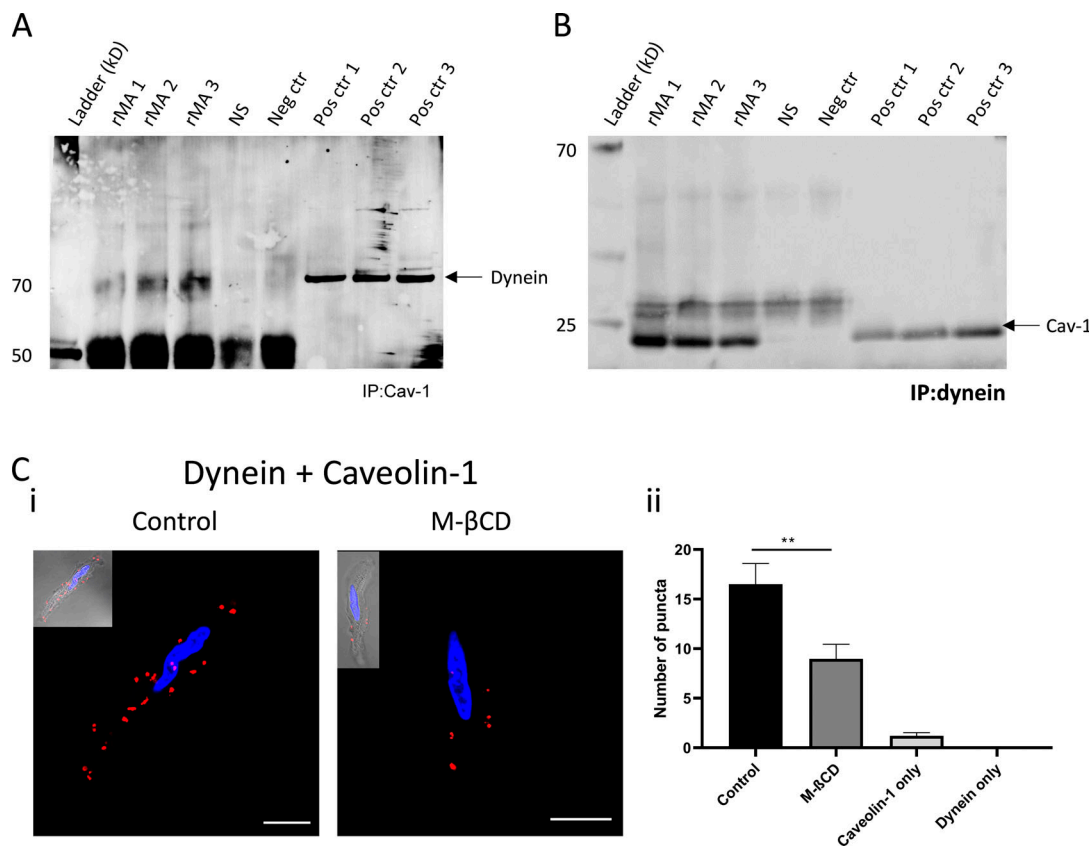 A
Ladder (kD)
rMA 1
rMA 2
rMA 3
NS
Neg ctr
Pos ctr 1
Pos ctr 2
Pos ctr 3
70
50
Dynein
IP:Cav-1
B
Ladder (kD)
rMA 1
rMA 2
rMA 3
NS
Neg ctr
Pos ctr 1
Pos ctr 2
Pos ctr 3
70
25
Cav-1
IP:dynein
C
Dynein + Caveolin-1
i
Control
M-βCD
ii
Number of puncta
20
15
10
5
0
**
Control
M-ßCD
Caveolin-1 only
Dynein only